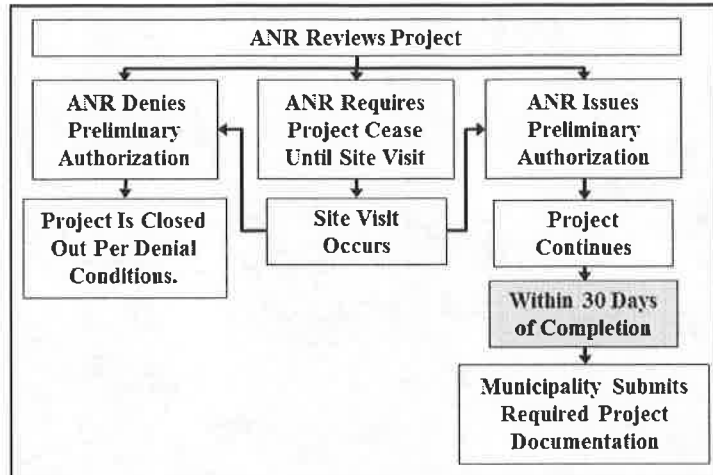 ANR Reviews Project
ANR Denies
Preliminary
Authorization
ANR Requires
Project Cease
Until Site Visit
ANR Issues
Preliminary
Authorization
Project Is Closed
Out Per Denial
Conditions.
Site Visit
Occurs
Project
Continues
Within 30 Days
of Completion
Municipality Submits
Required Project
Documentation